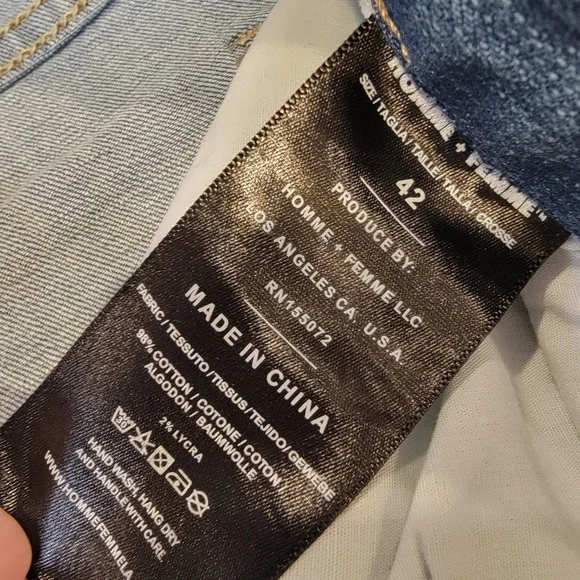 HOMME + FEMME™
SIZE / TAGLIA / TAILLE / TALLA / GROSSE
42
PRODUCE BY:
HOMME + FEMME LLC
LOS ANGELES CA. U.S.A.
RN155072
MADE IN CHINA
FABRIC / TESSUTO / TISSUS / TEJIDO / GEWEBE
98% COTTON / COTONE / COTON /
ALGODON / BAUMWOLLE
2% LYCRA
30
HAND WASH, HANG DRY
AND HANDLE WITH CARE.
WWW.HOMMEFEMMELA